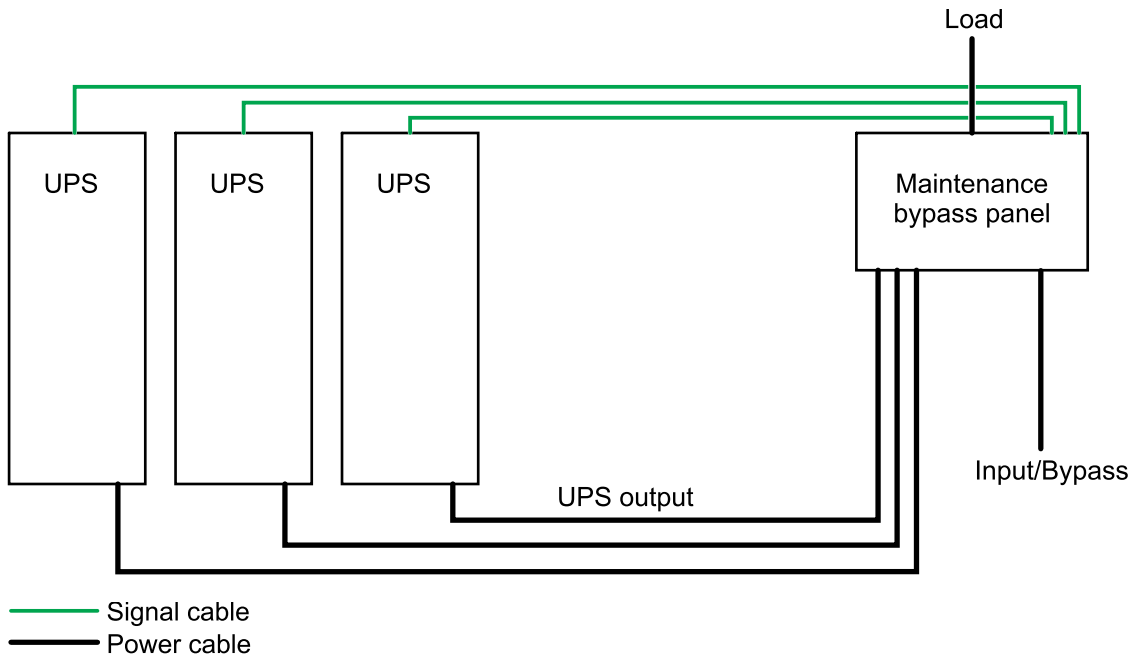 Load
UPS
UPS
UPS
Maintenance
bypass panel
Input/Bypass
UPS output
Signal cable
Power cable